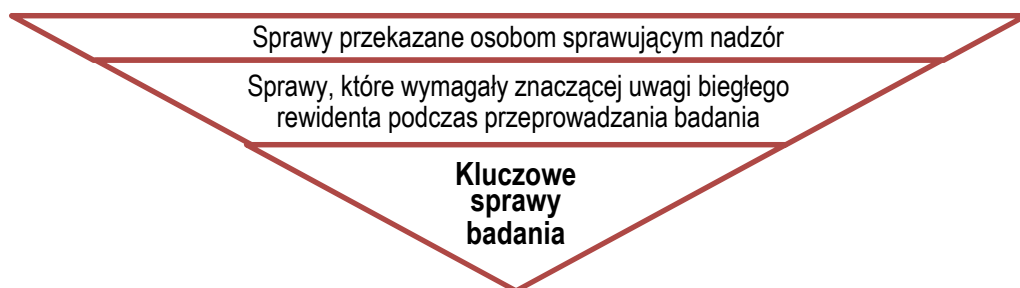 Sprawy przekazane osobom sprawującym nadzór
Sprawy, które wymagały znaczącej uwagi biegłego
rewidenta podczas przeprowadzania badania
Kluczowe
sprawy
badania